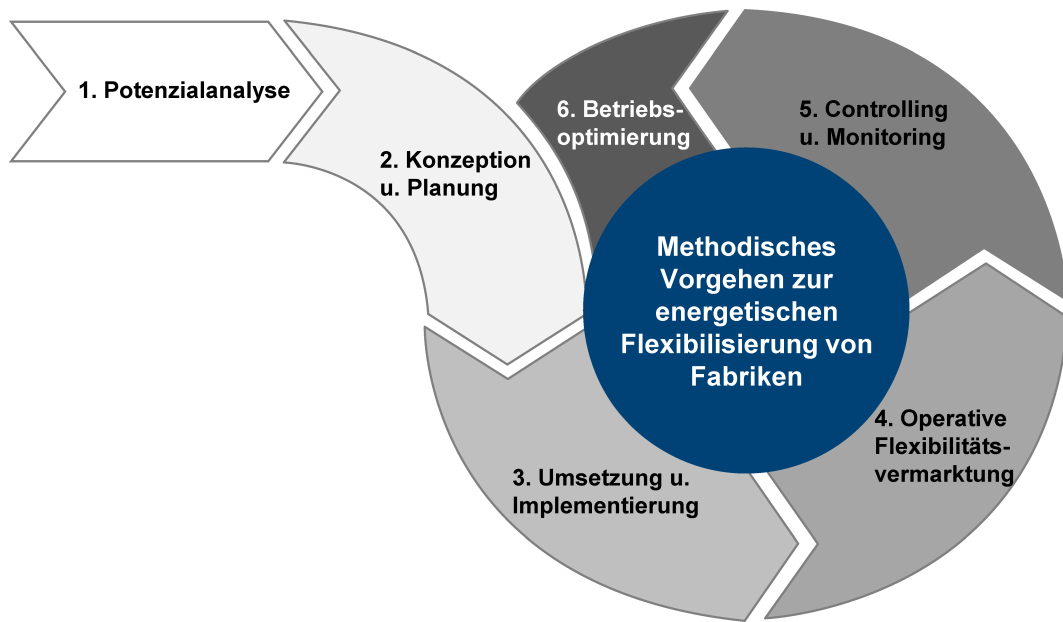 1. Potenzialanalyse
2. Konzeption
u. Planung
3. Umsetzung u.
Implementierung
4. Operative
Flexibilitäts-
vermarktung
5. Controlling
u. Monitoring
6. Betriebs-
optimierung
Methodisches
Vorgehen zur
energetischen
Flexibilisierung von
Fabriken